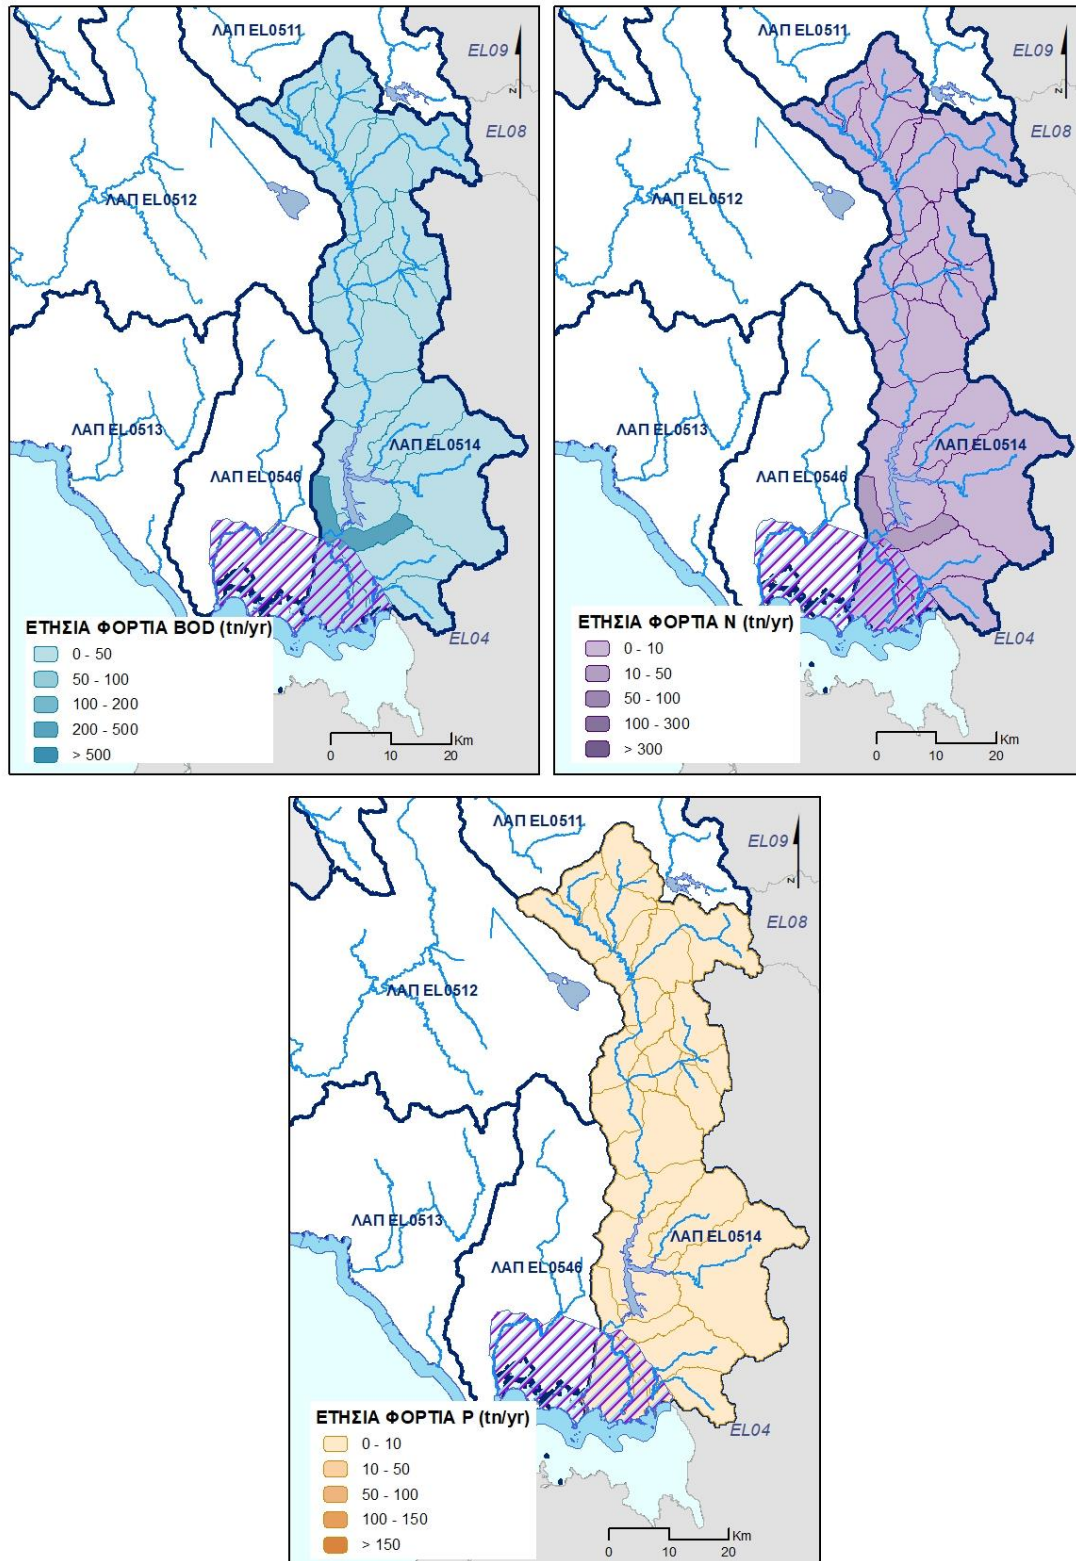 ΛΑΠ EL0511
EL09
N
EL08
ΛΑΠ EL0512
ΛΑΠ EL0513
ΛΑΠ EL0514
ΛΑΠ EL0546
EL04
ΕΤΗΣΙΑ ΦΟΡΤΙΑ BOD (tn/yr)
0 - 50
50 - 100
100 - 200
200 - 500
> 500
Km
0 10 20
ΛΑΠ EL0511
EL09
N
EL08
ΛΑΠ EL0512
ΛΑΠ EL0513
ΛΑΠ EL0514
ΛΑΠ EL0546
EL04
ΕΤΗΣΙΑ ΦΟΡΤΙΑ N (tn/yr)
0 - 10
10 - 50
50 - 100
100 - 300
> 300
Km
0 10 20
ΛΑΠ EL0511
EL09
N
EL08
ΛΑΠ EL0512
ΛΑΠ EL0513
ΛΑΠ EL0514
ΛΑΠ EL0546
EL04
ΕΤΗΣΙΑ ΦΟΡΤΙΑ P (tn/yr)
0 - 10
10 - 50
50 - 100
100 - 150
> 150
Km
0 10 20